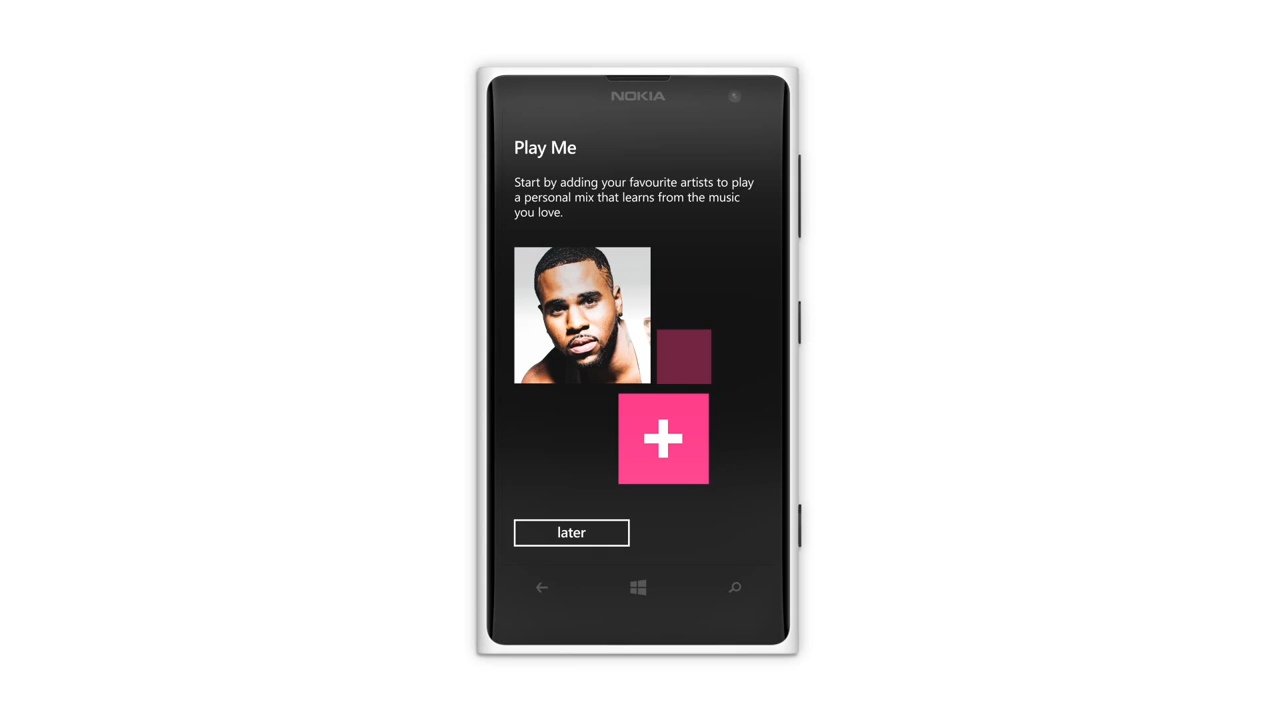 NOKIA
Play Me
Start by adding your favourite artists to play
a personal mix that learns from the music
you love.
later